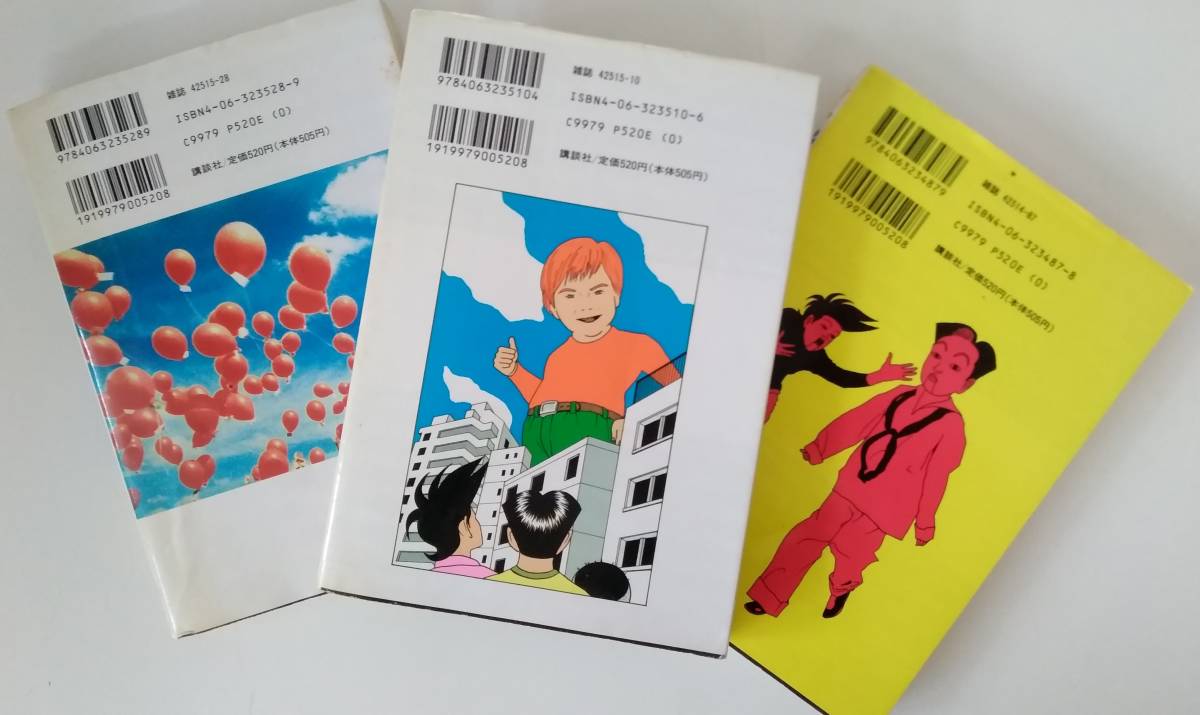 雑誌 42515-28
ISBN4-06-323528-9
9784063235289
C9979 P520E (0)
1919979005208
講談社/定価520円(本体505円)
雑誌 42515-10
9784063235104
ISBN4-06-323510-6
C9979 P520E (0)
1919979005208
講談社/定価520円(本体505円)
9784063234879
雑誌 42514-87
ISBN4-06-323487-8
1919979005208
C9979 P520E (0)
講談社/定価520円(本体505円)